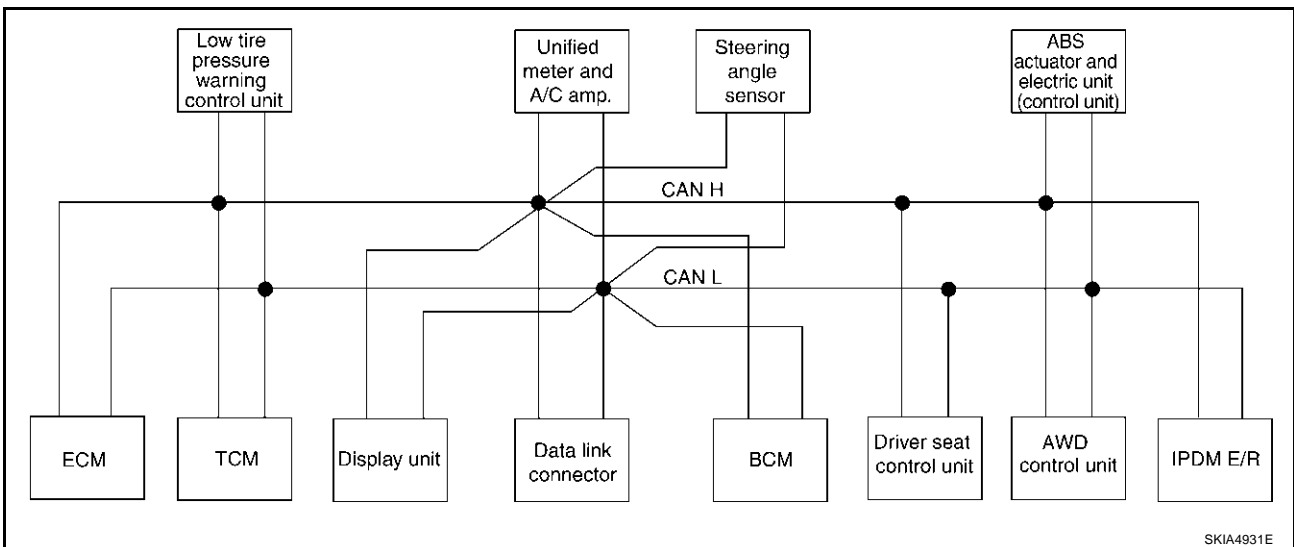 Low tire
pressure
warning
control unit
Unified
meter and
A/C amp.
Steering
angle
sensor
ABS
actuator and
electric unit
(control unit)
CAN H
CAN L
ECM
TCM
Display unit
Data link
connector
BCM
Driver seat
control unit
AWD
control unit
IPDM E/R
SKIA4931E